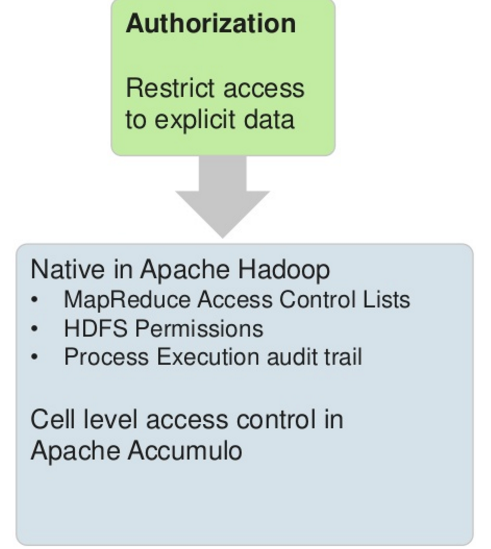 Authorization
Restrict access
to explicit data
Native in Apache Hadoop
• MapReduce Access Control Lists
• HDFS Permissions
• Process Execution audit trail
Cell level access control in
Apache Accumulo